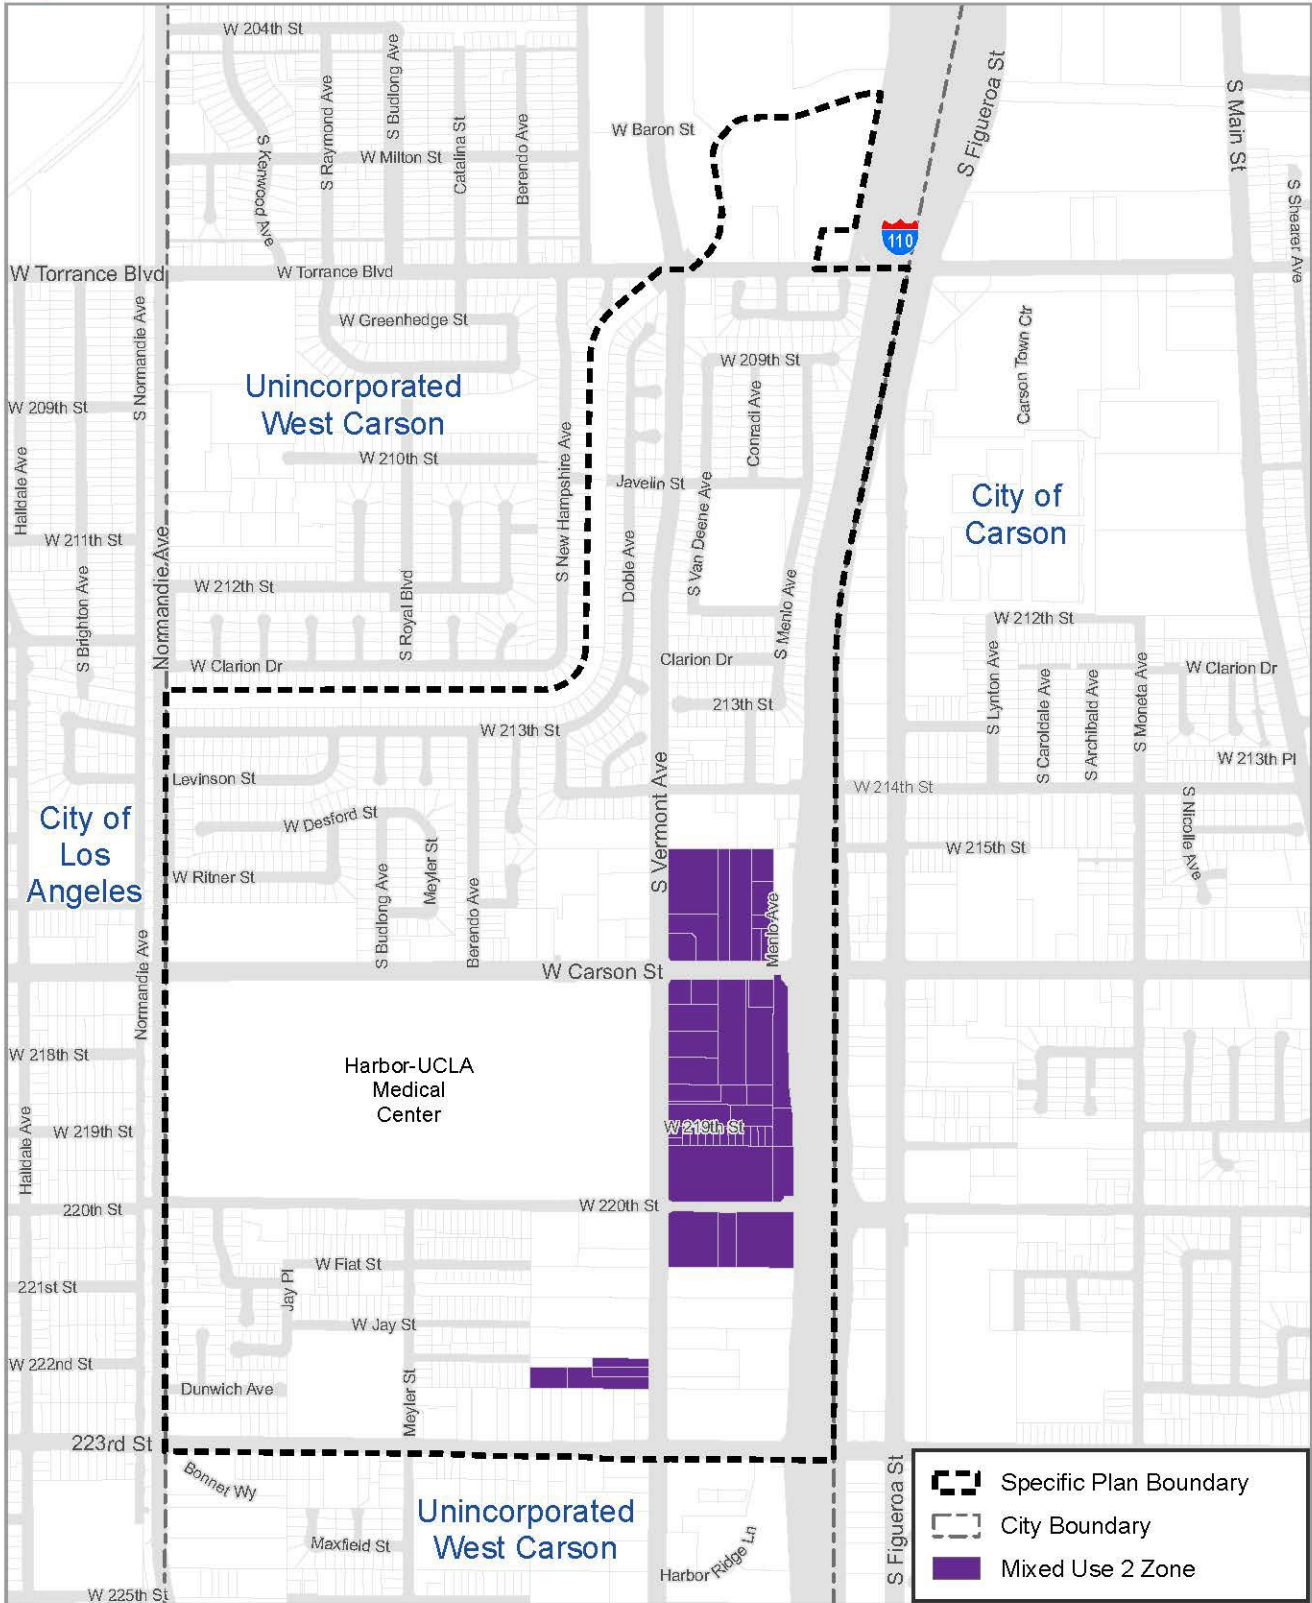 W 204th St
S Kenwood Ave
S Raymond Ave
S Budlong Ave
Catalina St
Berendo Ave
W Milton St
W Baron St
S Figueroa St
S Main St
S Shearer Ave
110
W Torrance Blvd
W Torrance Blvd
S Normandie Ave
W Greenhedge St
W 209th St
Carson Town Ctr
Unincorporated
West Carson
W 209th St
Conradi Ave
Halldale Ave
W 210th St
S New Hampshire Ave
Javelin St
S Van Deene Ave
City of
Carson
W 211th St
Normandie Ave
S Brighton Ave
W 212th St
S Royal Blvd
Doble Ave
S Menlo Ave
W 212th St
W Clarion Dr
Clarion Dr
W Clarion Dr
S Lynton Ave
S Caroldale Ave
S Archibald Ave
S Moneta Ave
213th St
W 213th St
W 213th Pl
Levinson St
S Vermont Ave
W 214th St
S Nicolle Ave
City of
Los
Angeles
W Desford St
Meyler St
W 215th St
W Ritner St
S Budlong Ave
Berendo Ave
Menlo Ave
Normandie Ave
W Carson St
W 218th St
Harbor-UCLA
Medical
Center
Halldale Ave
W 219th St
W 219th St
220th St
W 220th St
W Fiat St
221st St
Jay Pl
W Jay St
W 222nd St
Dunwich Ave
Meyler St
223rd St
Bonnet Wy
Unincorporated
West Carson
Maxfield St
Harbor Ridge Ln
S Figueroa St
W 225th St
Specific Plan Boundary
City Boundary
Mixed Use 2 Zone